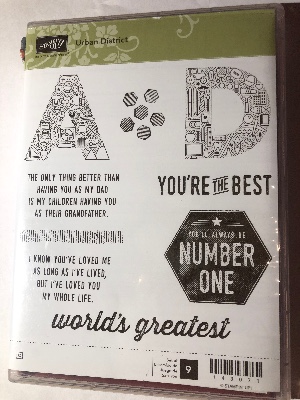 STAMPIN' UP!
Urban District
A D
THE ONLY THING BETTER THAN
HAVING YOU AS MY DAD
IS MY CHILDREN HAVING YOU
AS THEIR GRANDFATHER.
YOU'RE THE BEST
I KNOW YOU'VE LOVED ME
AS LONG AS I'VE LIVED,
BUT I'VE LOVED YOU
MY WHOLE LIFE.
YOU'LL ALWAYS BE
NUMBER
ONE
world's greatest
9